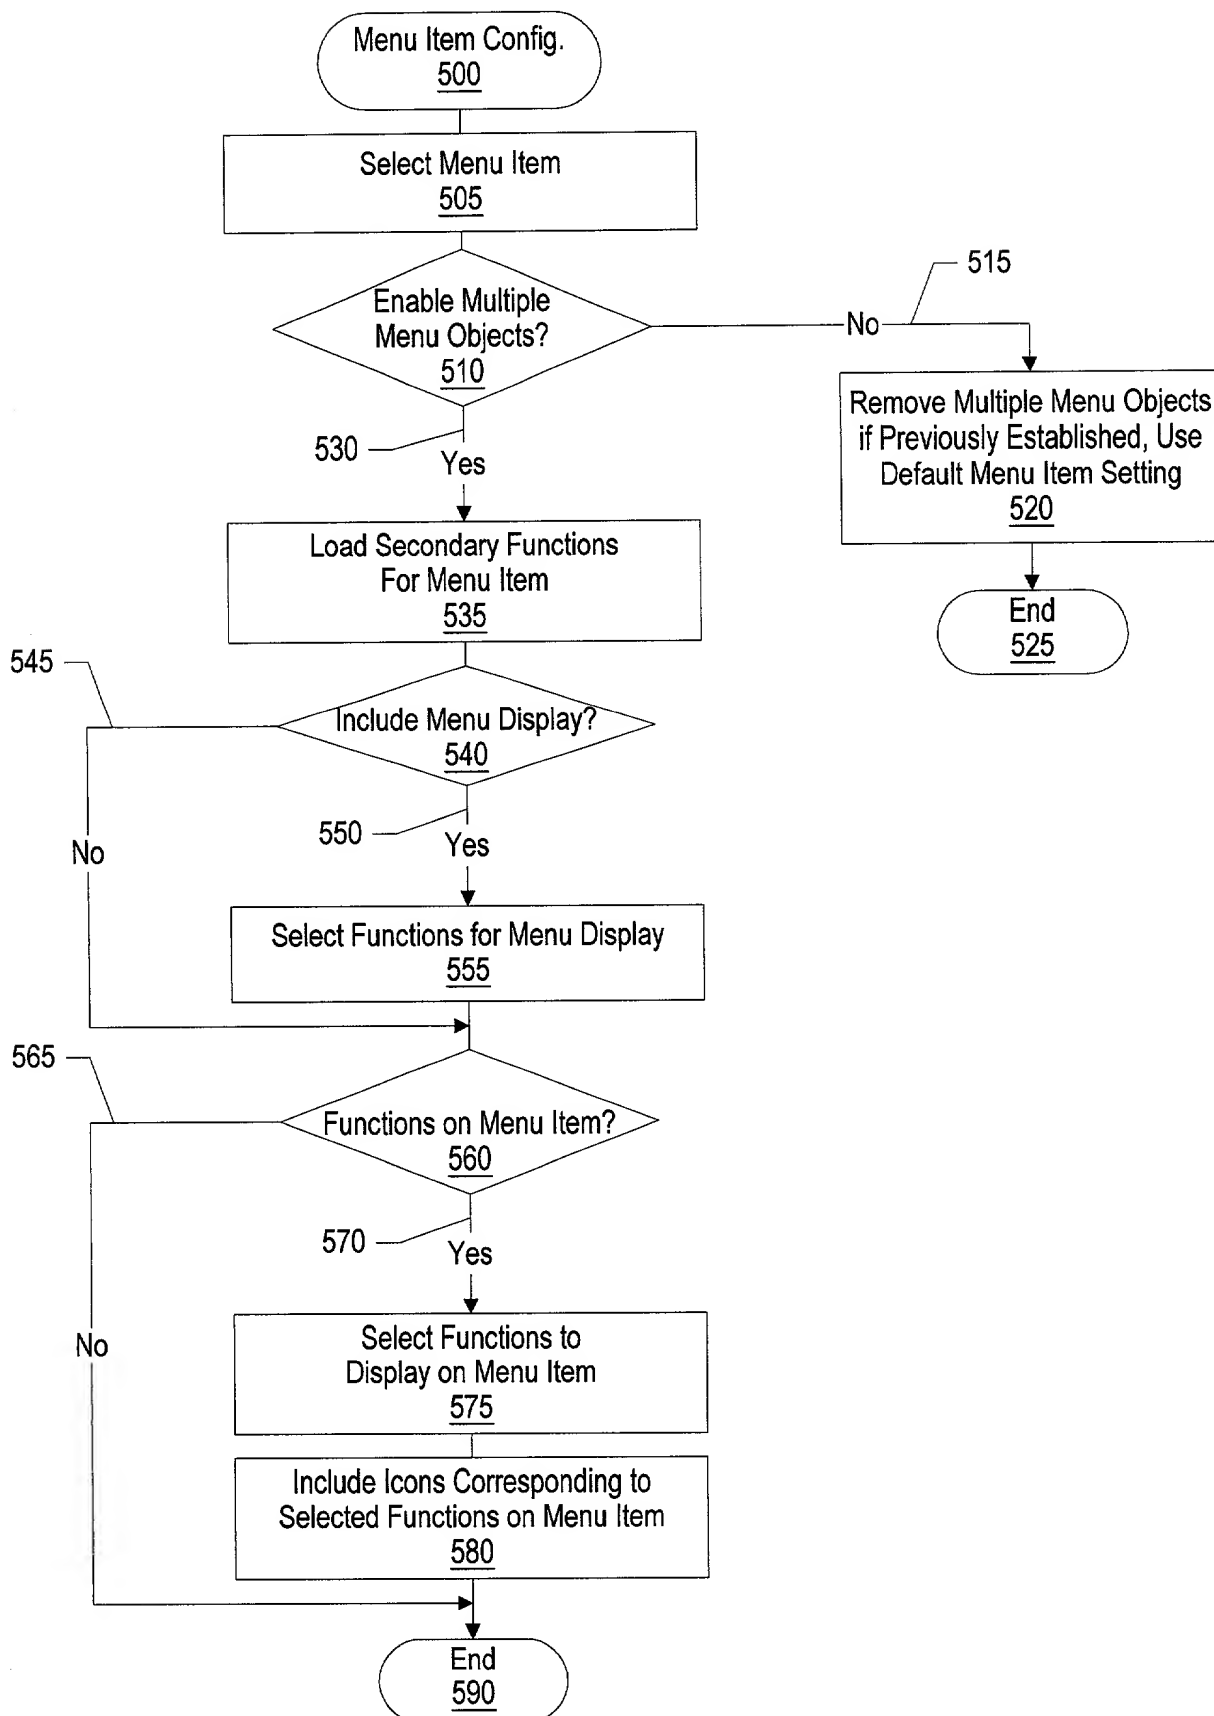 Menu Item Config.
500
Select Menu Item
505
515
Enable Multiple
Menu Objects?
510
No
Remove Multiple Menu Objects
if Previously Established, Use
Default Menu Item Setting
520
530
Yes
Load Secondary Functions
For Menu Item
535
End
525
545
Include Menu Display?
540
550
Yes
No
Select Functions for Menu Display
555
565
Functions on Menu Item?
560
570
Yes
No
Select Functions to
Display on Menu Item
575
Include Icons Corresponding to
Selected Functions on Menu Item
580
End
590